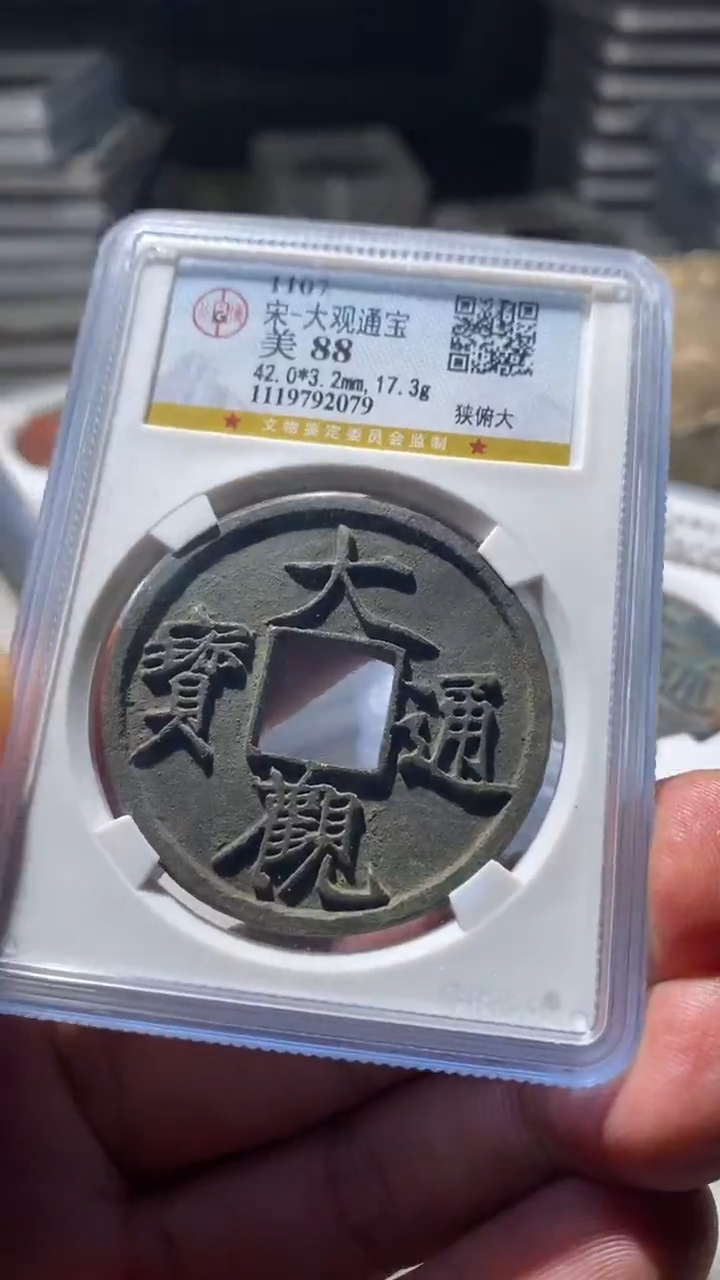 1107
宋-大观通宝
美 88
42.0*3.2mm,17.3g
1119792079
狭俯大
文物鉴定委员会监制
大
通
觀
寶